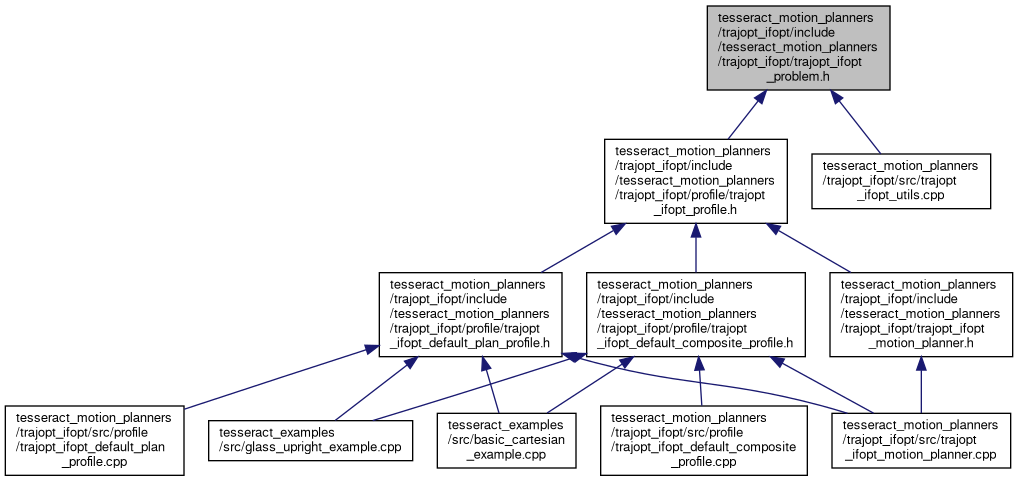 tesseract_motion_planners
/trajopt_ifopt/include
/tesseract_motion_planners
/trajopt_ifopt/trajopt_ifopt
_problem.h
tesseract_motion_planners
/trajopt_ifopt/include
/tesseract_motion_planners
/trajopt_ifopt/profile/trajopt
_ifopt_profile.h
tesseract_motion_planners
/trajopt_ifopt/src/trajopt
_ifopt_utils.cpp
tesseract_motion_planners
/trajopt_ifopt/include
/tesseract_motion_planners
/trajopt_ifopt/profile/trajopt
_ifopt_default_plan_profile.h
tesseract_motion_planners
/trajopt_ifopt/include
/tesseract_motion_planners
/trajopt_ifopt/profile/trajopt
_ifopt_default_composite_profile.h
tesseract_motion_planners
/trajopt_ifopt/include
/tesseract_motion_planners
/trajopt_ifopt/trajopt_ifopt
_motion_planner.h
tesseract_motion_planners
/trajopt_ifopt/src/profile
/trajopt_ifopt_default_plan
_profile.cpp
tesseract_examples
/src/glass_upright_example.cpp
tesseract_examples
/src/basic_cartesian
_example.cpp
tesseract_motion_planners
/trajopt_ifopt/src/profile
/trajopt_ifopt_default_composite
_profile.cpp
tesseract_motion_planners
/trajopt_ifopt/src/trajopt
_ifopt_motion_planner.cpp